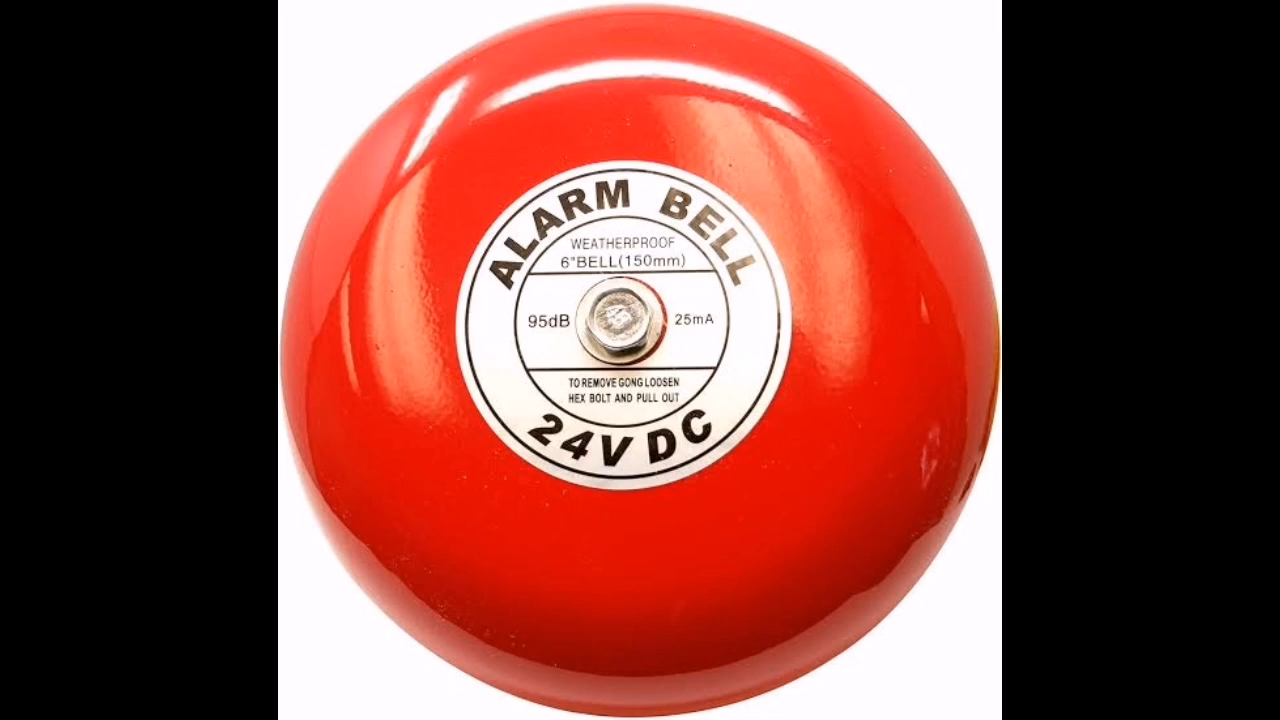 ALARM BELL
WEATHERPROOF
6"BELL(150mm)
95dB
25mA
TO REMOVE GONG LOOSEN
HEX BOLT AND PULL OUT
24V DC